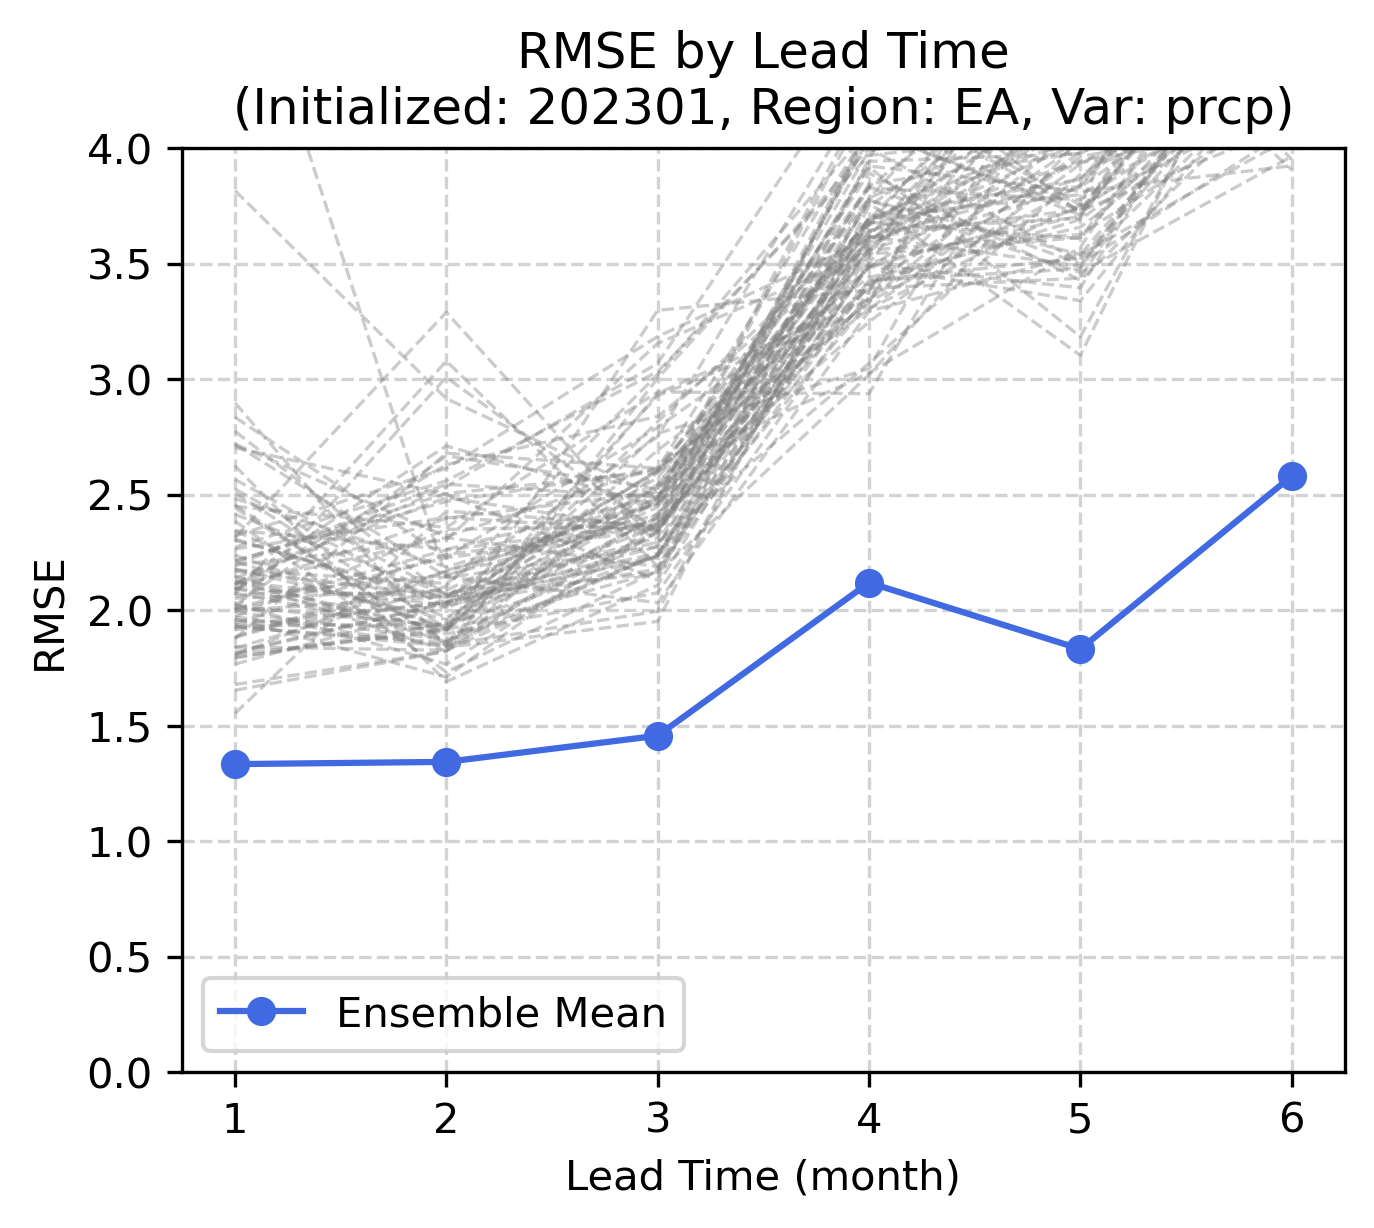 RMSE by Lead Time
(Initialized: 202301, Region: EA, Var: prcp)
4.0
3.5
3.0
2.5
2.0
1.5
1.0
0.5
0.0
RMSE
Ensemble Mean
1 2 3 4 5 6
Lead Time (month)